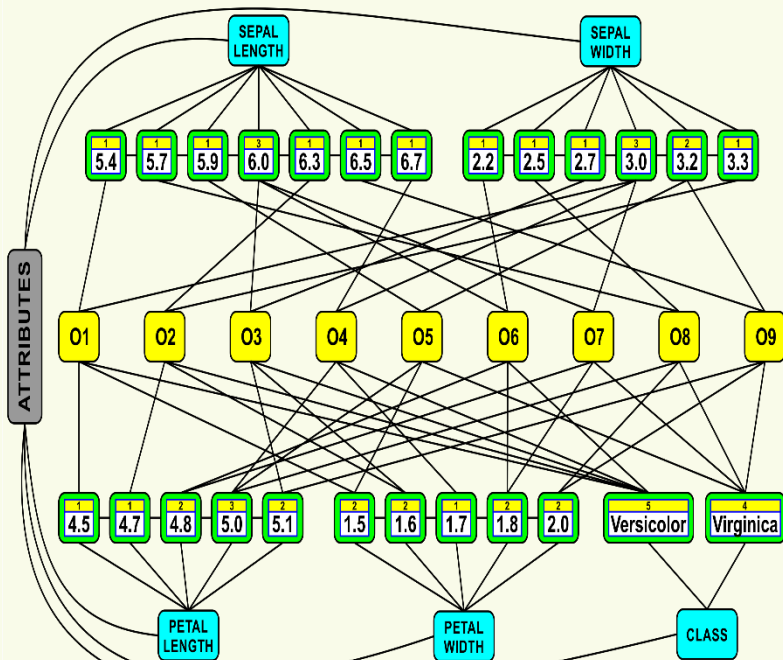 SEPAL
LENGTH
SEPAL
WIDTH
1 1 1 3 1 1 1
5.4 5.7 5.9 6.0 6.3 6.5 6.7
1 1 1 3 2 1
2.2 2.5 2.7 3.0 3.2 3.3
ATTRIBUTES
O1 O2 O3 O4 O5 O6 O7 O8 O9
1 1 2 3 2
4.5 4.7 4.8 5.0 5.1
2 2 1 2 2
1.5 1.6 1.7 1.8 2.0
5 4
Versicolor Virginica
PETAL
LENGTH
PETAL
WIDTH
CLASS